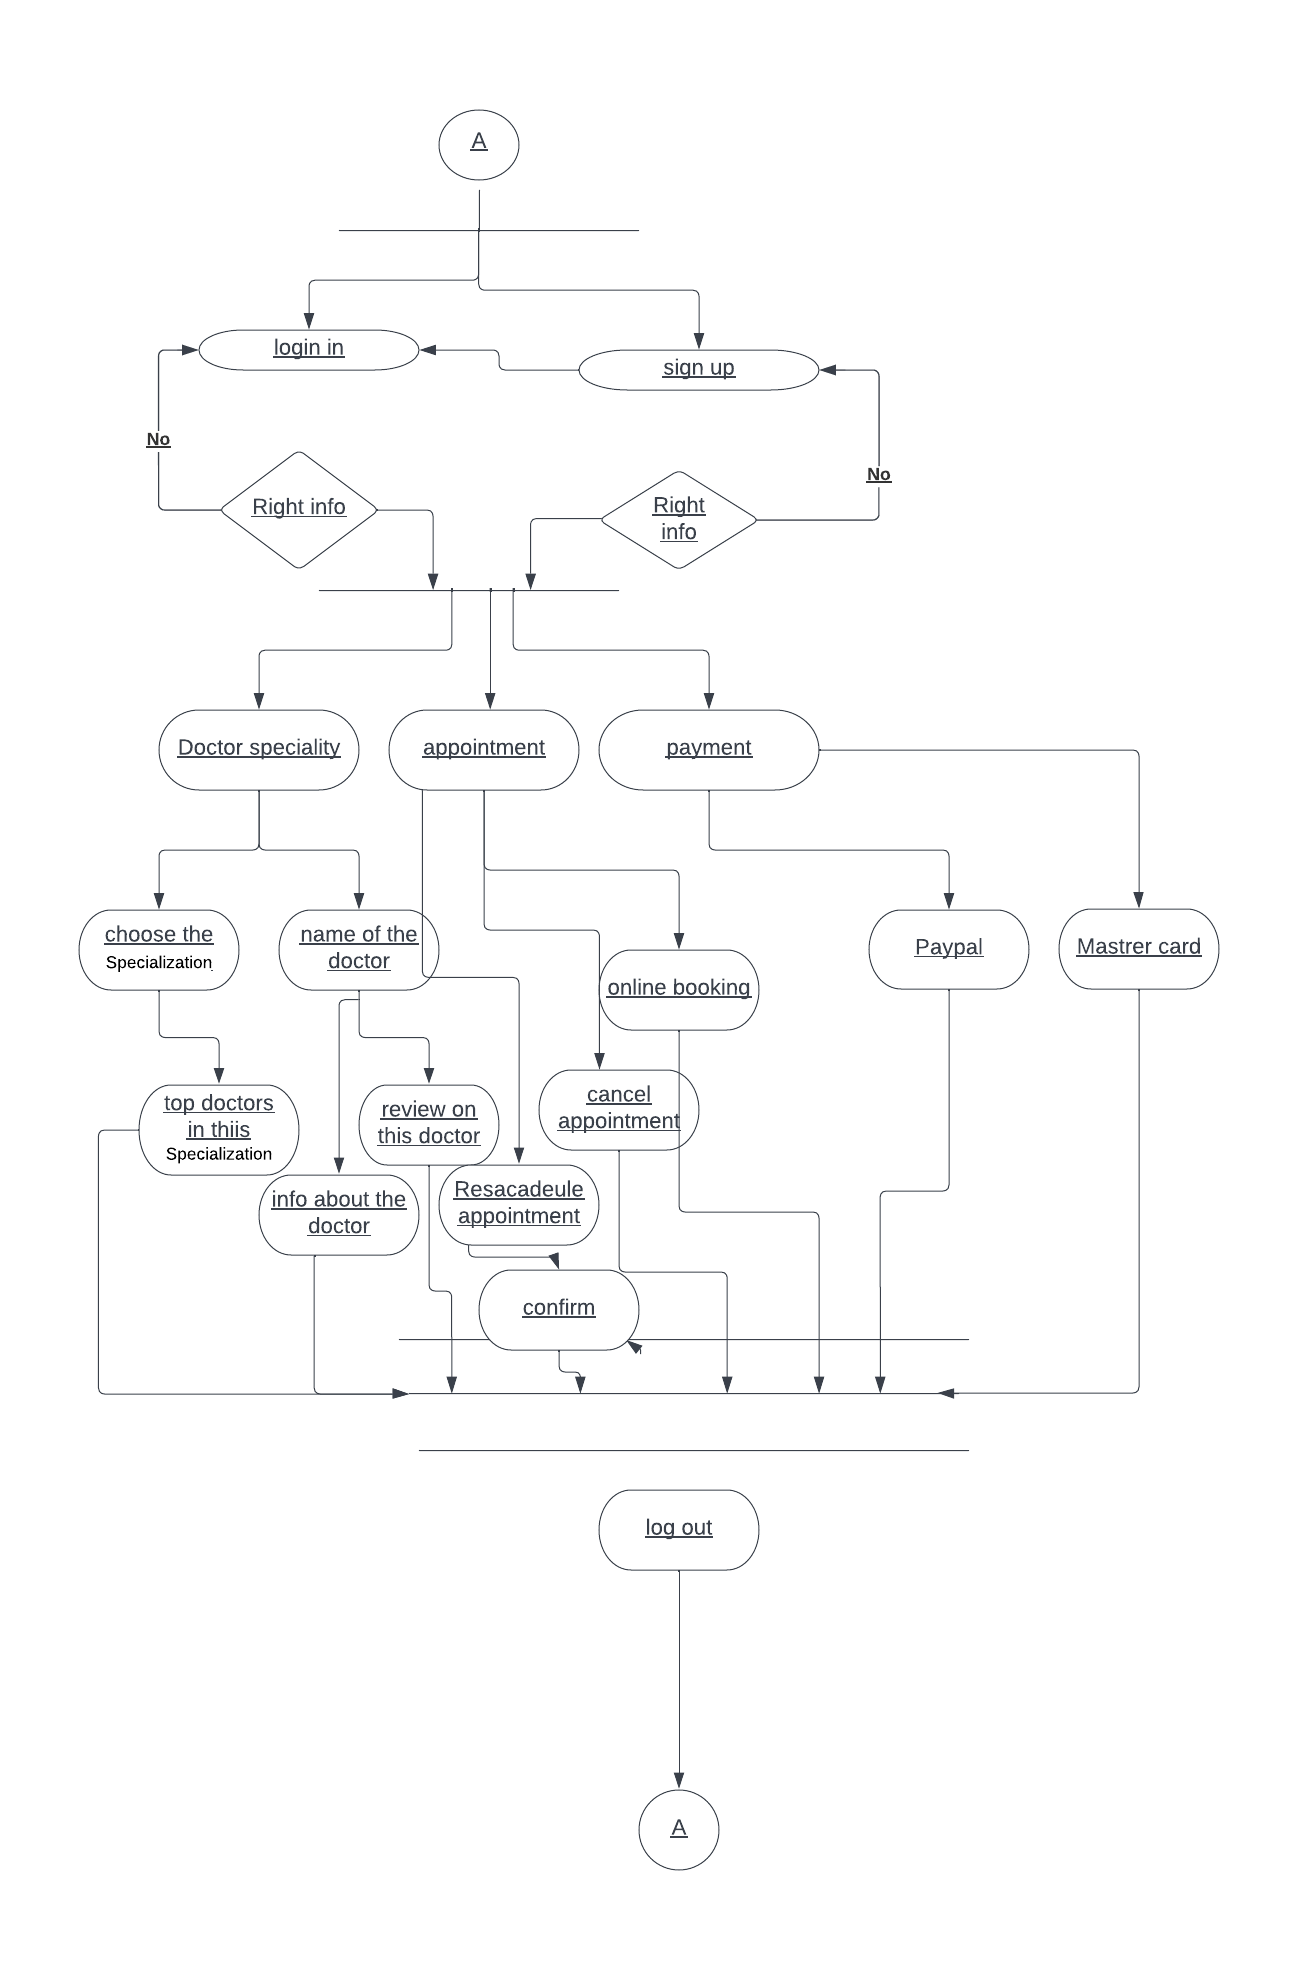 A
login in
sign up
No
No
Right info
Right
info
Doctor speciality
appointment
payment
choose the
Specialization
name of the
doctor
Paypal
Mastrer card
online booking
top doctors
in thiis
Specialization
review on
this doctor
cancel
appointment
info about the
doctor
Resacadeule
appointment
confirm
log out
A